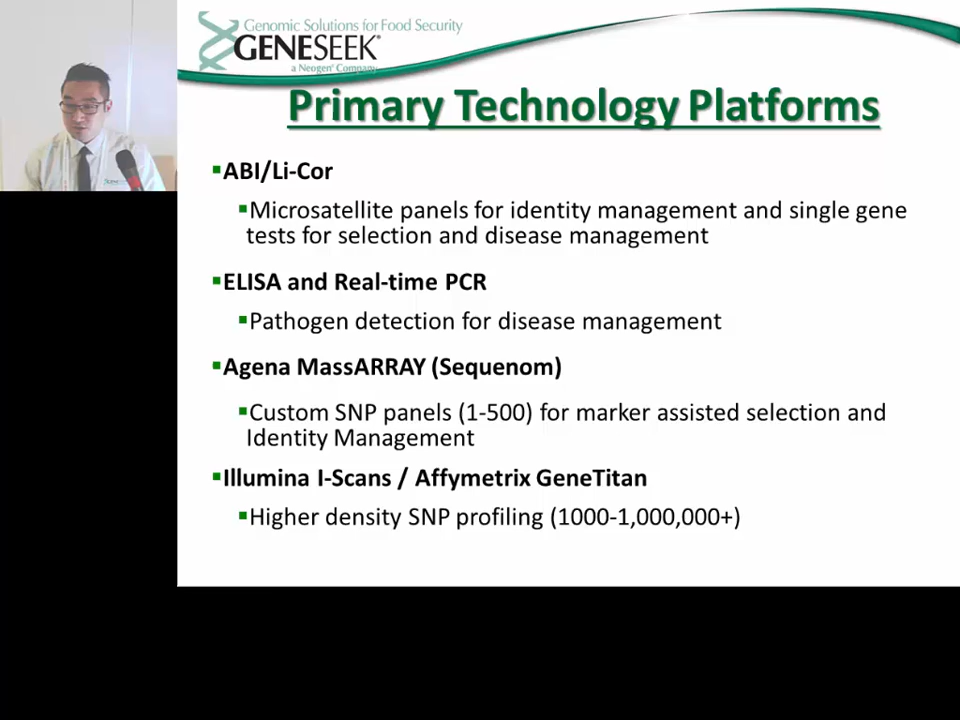 Genomic Solutions for Food Security
GENESEEK®
a Neogen® Company
Primary Technology Platforms
▪ABI/Li-Cor
▪Microsatellite panels for identity management and single gene
tests for selection and disease management
▪ELISA and Real-time PCR
▪Pathogen detection for disease management
▪Agena MassARRAY (Sequenom)
▪Custom SNP panels (1-500) for marker assisted selection and
Identity Management
▪Illumina I-Scans / Affymetrix GeneTitan
▪Higher density SNP profiling (1000-1,000,000+)